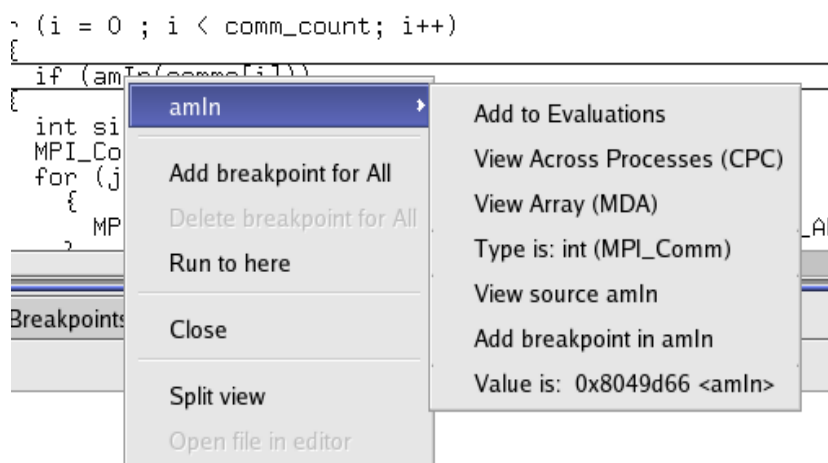 (i = 0 ; i < comm_count; i++)
{
if (amIn(comms[i]))
{
int si
MPI_Co
for (j
{
MP
amIn
Add breakpoint for All
Delete breakpoint for All
Run to here
Close
Split view
Open file in editor
Add to Evaluations
View Across Processes (CPC)
View Array (MDA)
Type is: int (MPI_Comm)
View source amIn
Add breakpoint in amIn
Value is: 0x8049d66 <amIn>
Breakpoints